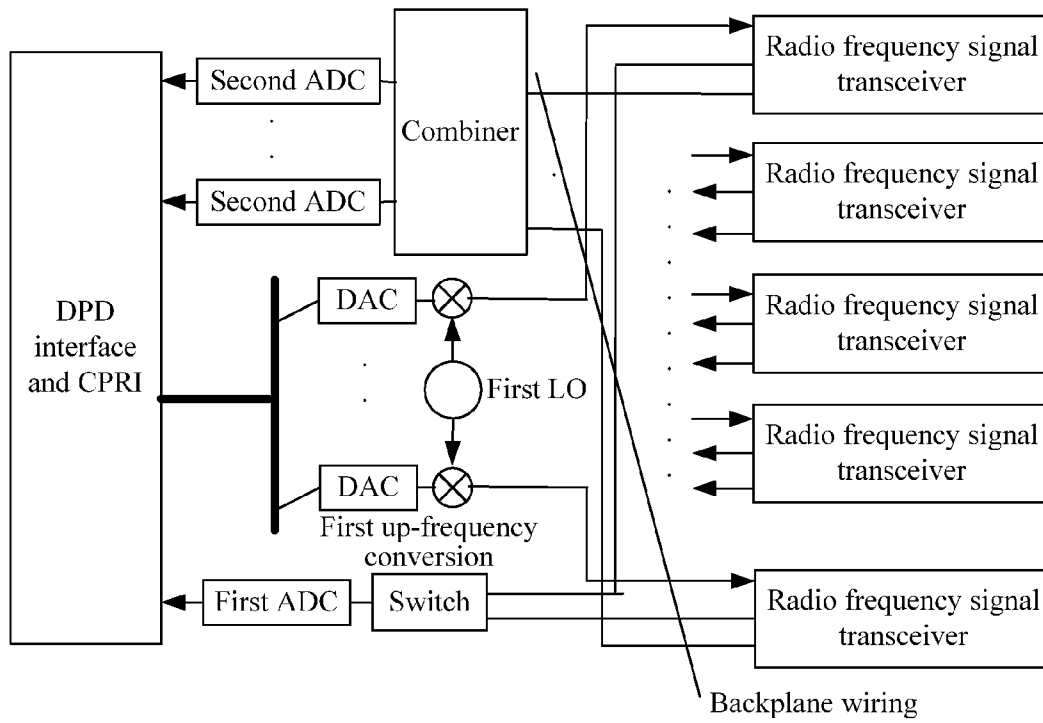 DPD
interface
and CPRI
Second ADC
Second ADC
Combiner
DAC
First LO
DAC
First up-frequency
conversion
First ADC
Switch
Radio frequency signal
transceiver
Radio frequency signal
transceiver
Radio frequency signal
transceiver
Radio frequency signal
transceiver
Radio frequency signal
transceiver
Backplane wiring